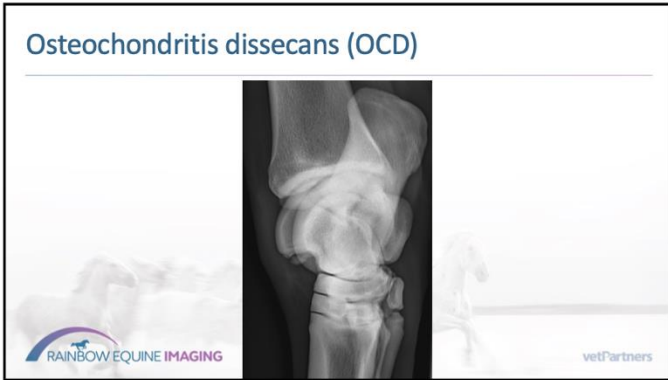 Osteochondritis dissecans (OCD)
RAINBOW EQUINE IMAGING
vetPartners